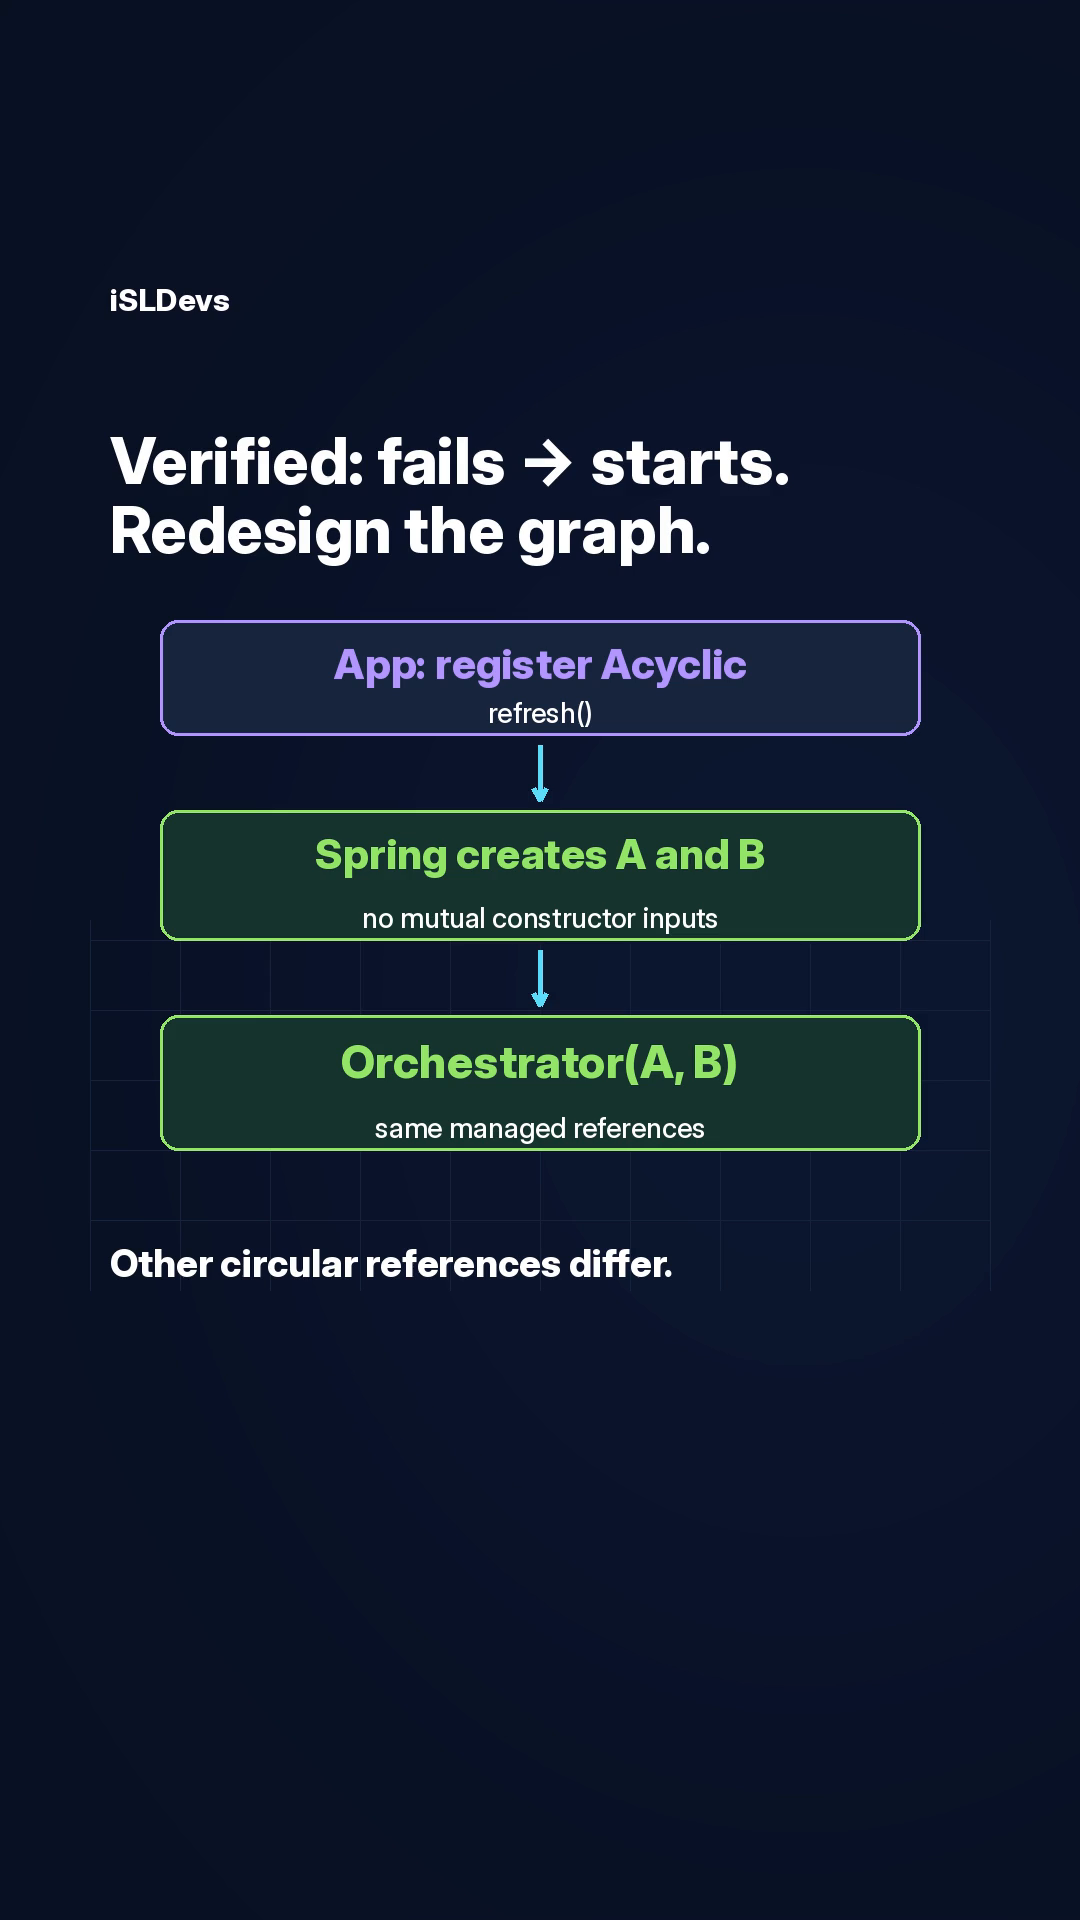 iSLDevs
Verified: fails → starts.
Redesign the graph.
App: register Acyclic
refresh()
Spring creates A and B
no mutual constructor inputs
Orchestrator(A, B)
same managed references
Other circular references differ.